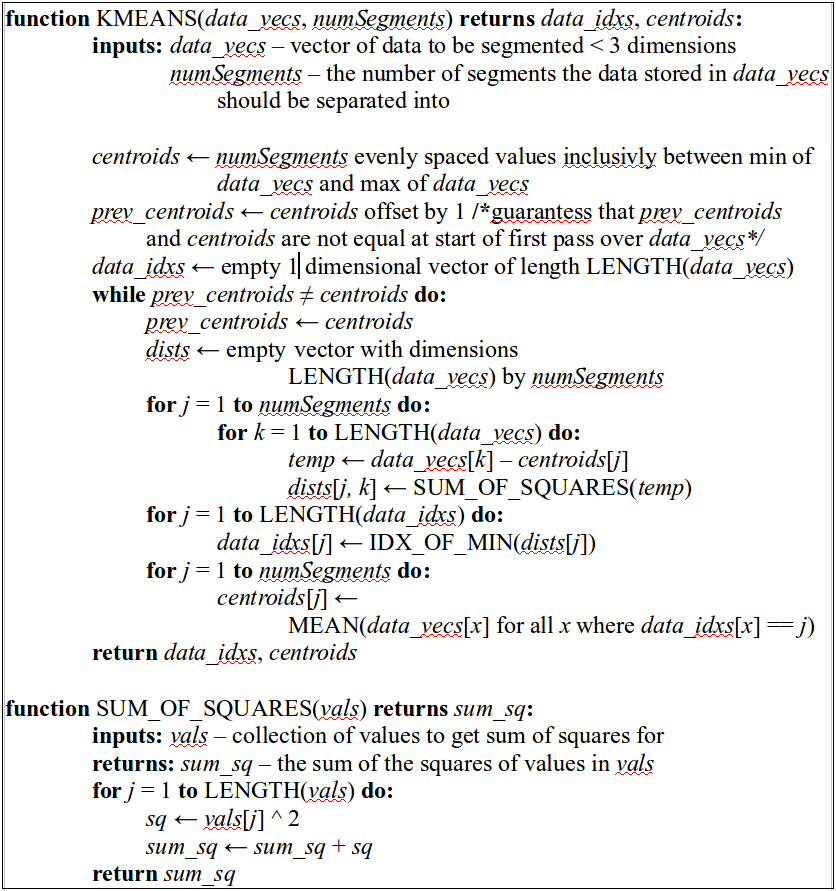 function KMEANS(data_vecs, numSegments) returns data_idxs, centroids:
inputs: data_vecs – vector of data to be segmented < 3 dimensions
numSegments – the number of segments the data stored in data_vecs
should be separated into
centroids ← numSegments evenly spaced values inclusivly between min of
data_vecs and max of data_vecs
prev_centroids ← centroids offset by 1 /*guarantess that prev_centroids
and centroids are not equal at start of first pass over data_vecs*/
data_idxs ← empty 1 dimensional vector of length LENGTH(data_vecs)
while prev_centroids ≠ centroids do:
prev_centroids ← centroids
dists ← empty vector with dimensions
LENGTH(data_vecs) by numSegments
for j = 1 to numSegments do:
for k = 1 to LENGTH(data_vecs) do:
temp ← data_vecs[k] – centroids[j]
dists[j, k] ← SUM_OF_SQUARES(temp)
for j = 1 to LENGTH(data_idxs) do:
data_idxs[j] ← IDX_OF_MIN(dists[j])
for j = 1 to numSegments do:
centroids[j] ←
MEAN(data_vecs[x] for all x where data_idxs[x] == j)
return data_idxs, centroids
function SUM_OF_SQUARES(vals) returns sum_sq:
inputs: vals – collection of values to get sum of squares for
returns: sum_sq – the sum of the squares of values in vals
for j = 1 to LENGTH(vals) do:
sq ← vals[j] ^ 2
sum_sq ← sum_sq + sq
return sum_sq